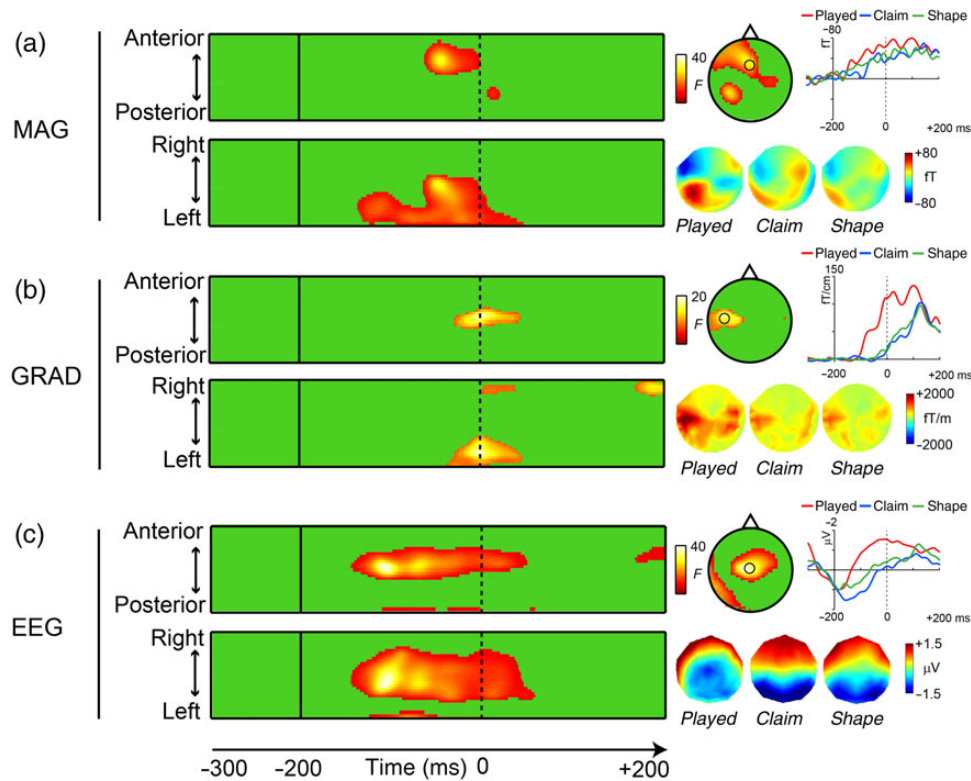 (a)
MAG
Anterior
Posterior
Right
Left
40
F
Played Claim Shape
-80
fT
-200 0 +200 ms
+80
fT
-80
Played Claim Shape
(b)
GRAD
Anterior
Posterior
Right
Left
20
F
Played Claim Shape
150
fT/cm
-200 0 +200 ms
+2000
fT/m
-2000
Played Claim Shape
(c)
EEG
Anterior
Posterior
Right
Left
40
F
Played Claim Shape
-2
μV
-200 0 +200 ms
+1.5
μV
-1.5
Played Claim Shape
-300 -200 Time (ms) 0 +200